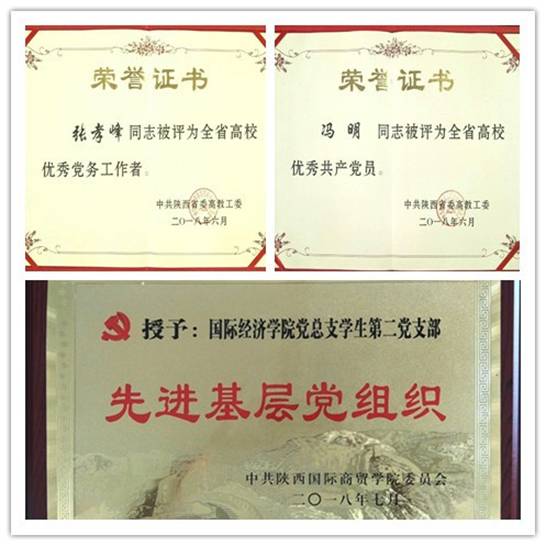 荣誉证书
张孝峰 同志被评为全省高校
优秀党务工作者。
中共陕西省委高教工委
二〇一八年六月
荣誉证书
冯明 同志被评为全省高校
优秀共产党员。
中共陕西省委高教工委
二〇一八年六月
授予：国际经济学院党总支学生第二党支部
先进基层党组织
中共陕西国际商贸学院委员会
二〇一八年七月